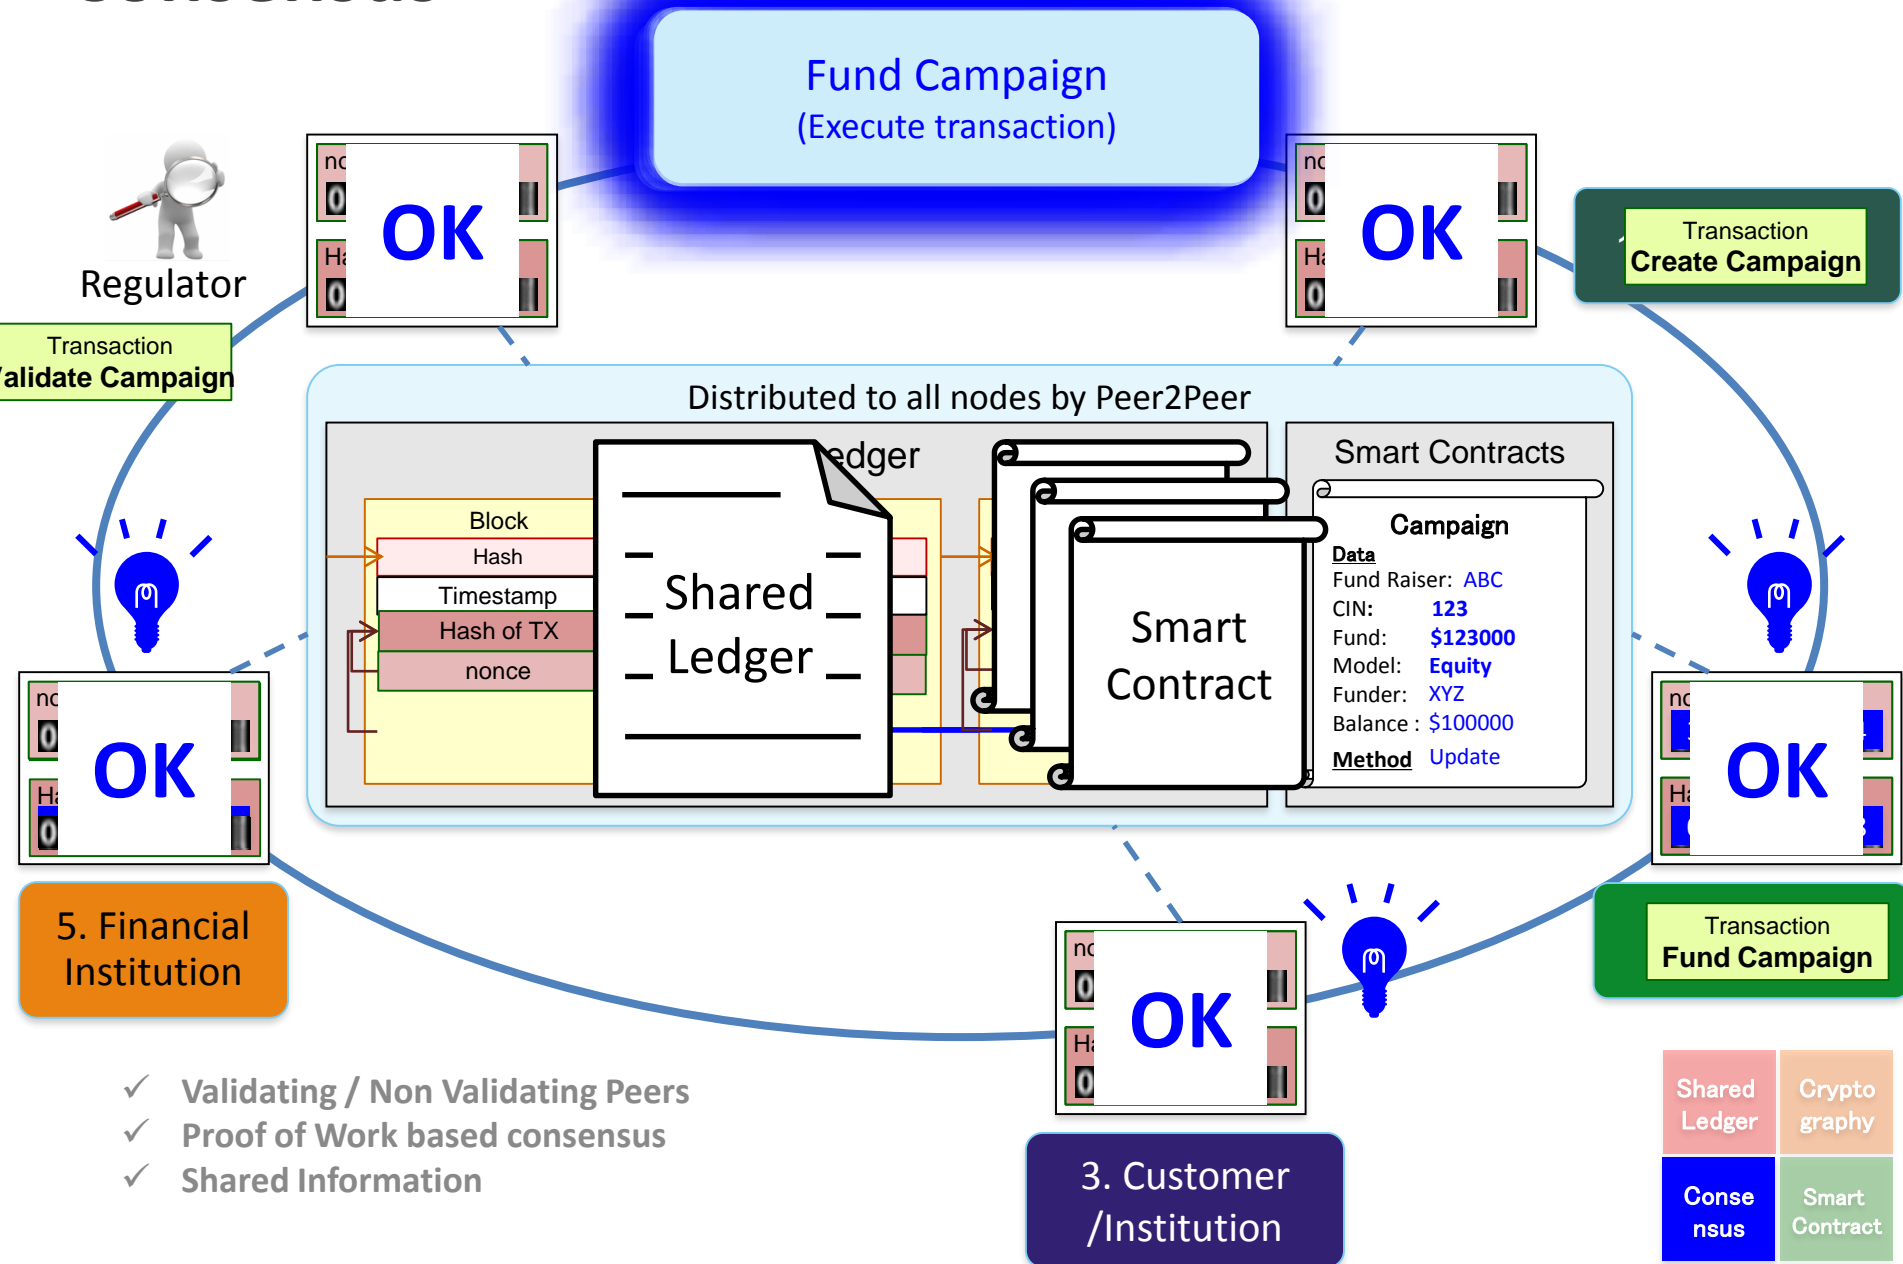 Fund Campaign
(Execute transaction)
OK
OK
Regulator
Transaction
Create Campaign
Transaction
Validate Campaign
Distributed to all nodes by Peer2Peer
Smart Contracts
Block
Hash
Timestamp
Hash of TX
nonce
Shared
Ledger
Smart
Contract
Campaign
Data
Fund Raiser: ABC
CIN: 123
Fund: $123000
Model: Equity
Funder: XYZ
Balance : $100000
Method Update
OK
OK
5. Financial
Institution
Transaction
Fund Campaign
OK
3. Customer
/Institution
✓ Validating / Non Validating Peers
✓ Proof of Work based consensus
✓ Shared Information
Shared
Ledger
Crypto
graphy
Conse
nsus
Smart
Contract